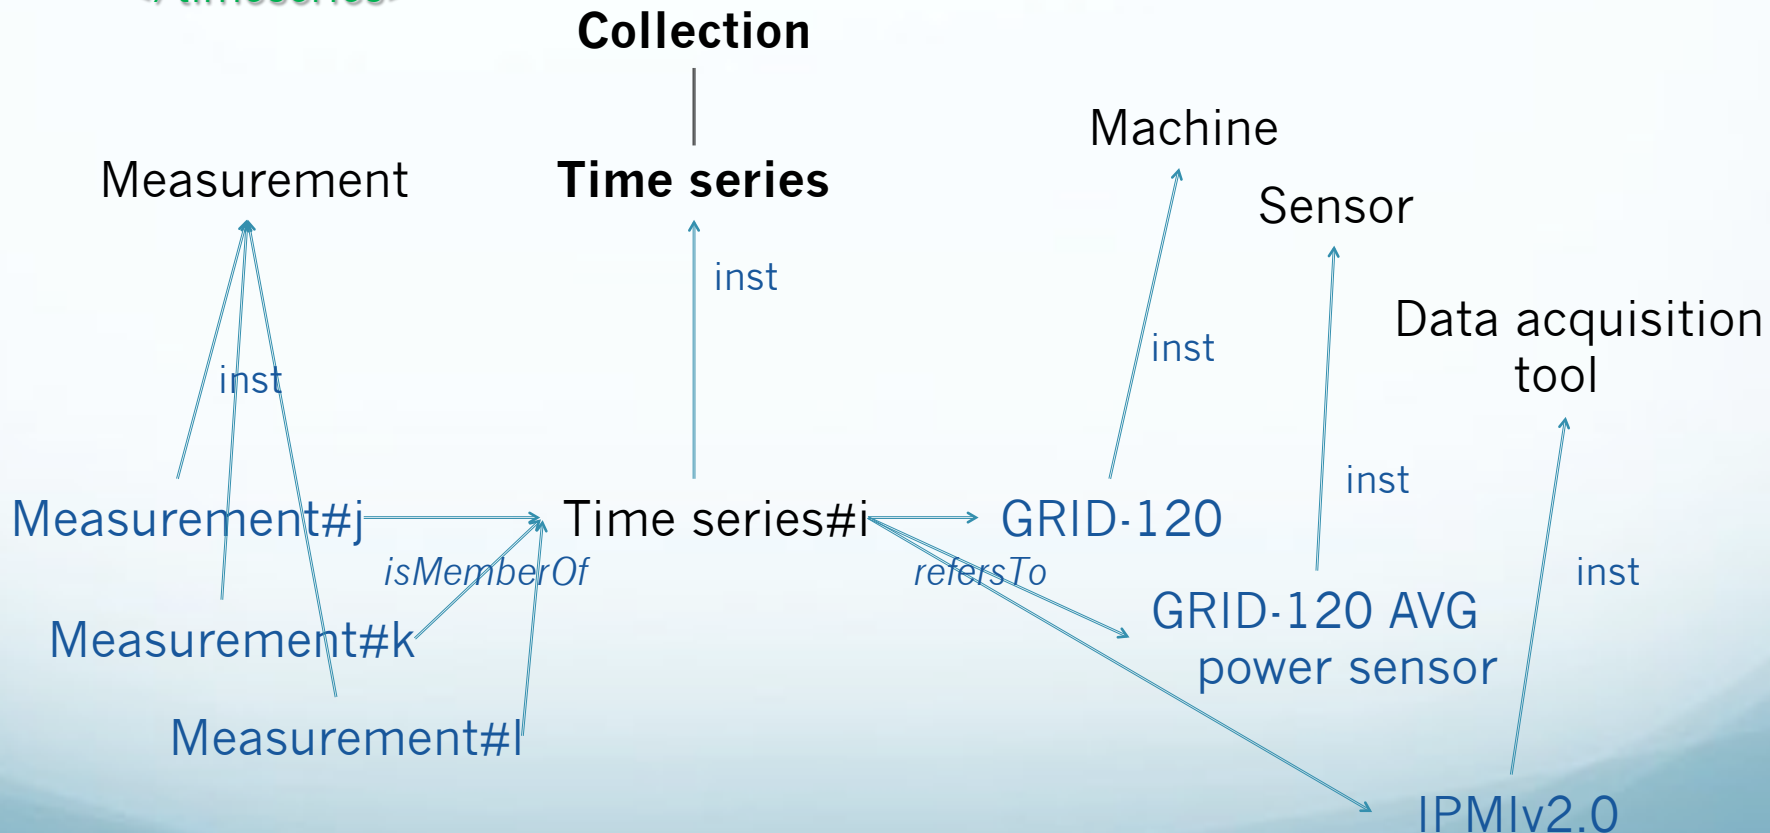 Collection
Machine
Measurement
Time series
Sensor
inst
Data acquisition
tool
inst
inst
inst
Measurement#j
Time series#i
GRID-120
isMemberOf
refersTo
inst
GRID-120 AVG
power sensor
Measurement#k
Measurement#l
IPMIv2.0